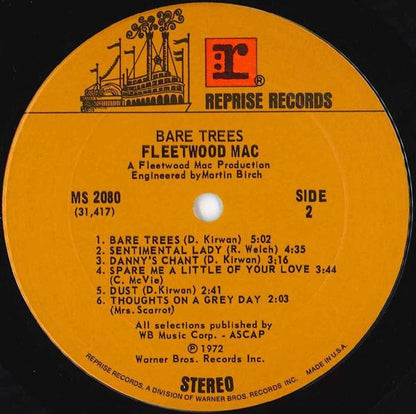 r®
REPRISE RECORDS
BARE TREES
FLEETWOOD MAC
A Fleetwood Mac Production
Engineered by Martin Birch
MS 2080
(31,417)
SIDE
2
1. BARE TREES (D. Kirwan) 5:02
2. SENTIMENTAL LADY (R. Welch) 4:35
3. DANNY'S CHANT (D. Kirwan) 3:16
4. SPARE ME A LITTLE OF YOUR LOVE 3:44
(C. McVie)
5. DUST (D. Kirwan) 2:41
6. THOUGHTS ON A GREY DAY 2:03
(Mrs. Scarrot)
All selections published by
WB Music Corp. - ASCAP
℗ 1972
Warner Bros. Records Inc.
REPRISE RECORDS, A DIVISION OF WARNER BROS. RECORDS INC.
MADE IN U.S.A.
STEREO